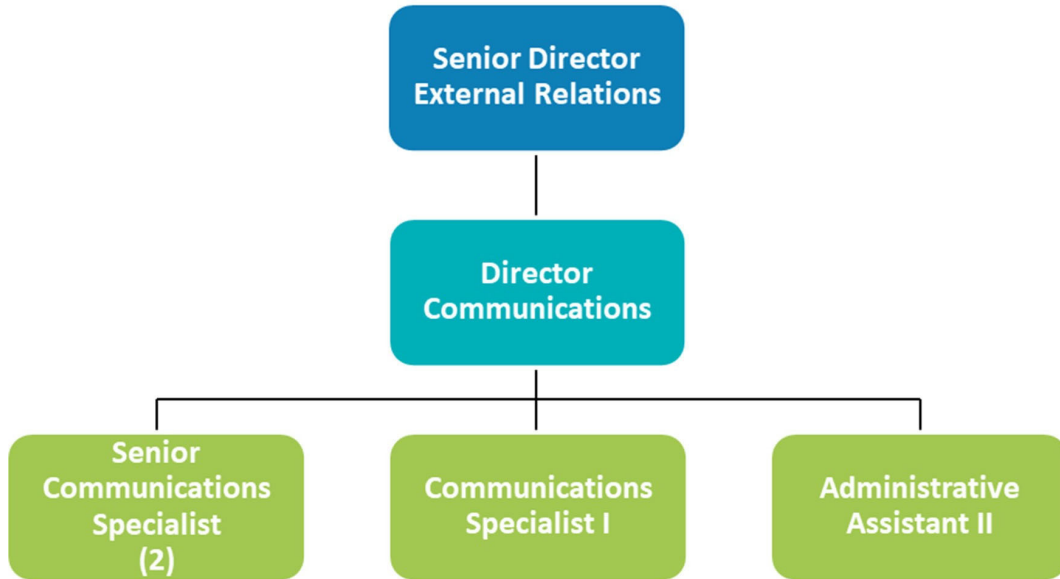 Senior Director
External Relations
Director
Communications
Senior
Communications
Specialist
(2)
Communications
Specialist I
Administrative
Assistant II